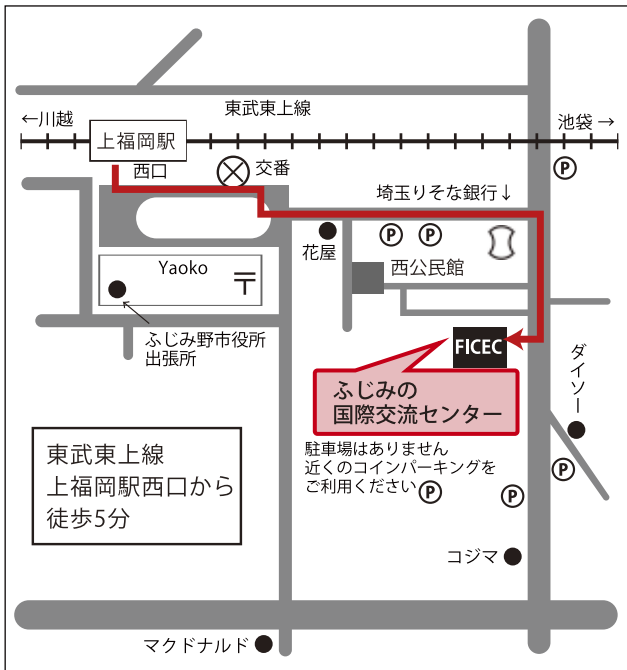 東武東上線
←川越
池袋→
上福岡駅
西口
交番
P
埼玉りそな銀行↓
P
P
花屋
西公民館
Yaoko
〒
ふじみ野市役所
出張所
FICEC
ダイソー
ふじみの
国際交流センター
駐車場はありません
近くのコインパーキングを
ご利用ください
P
P
P
東武東上線
上福岡駅西口から
徒歩5分
コジマ
マクドナルド